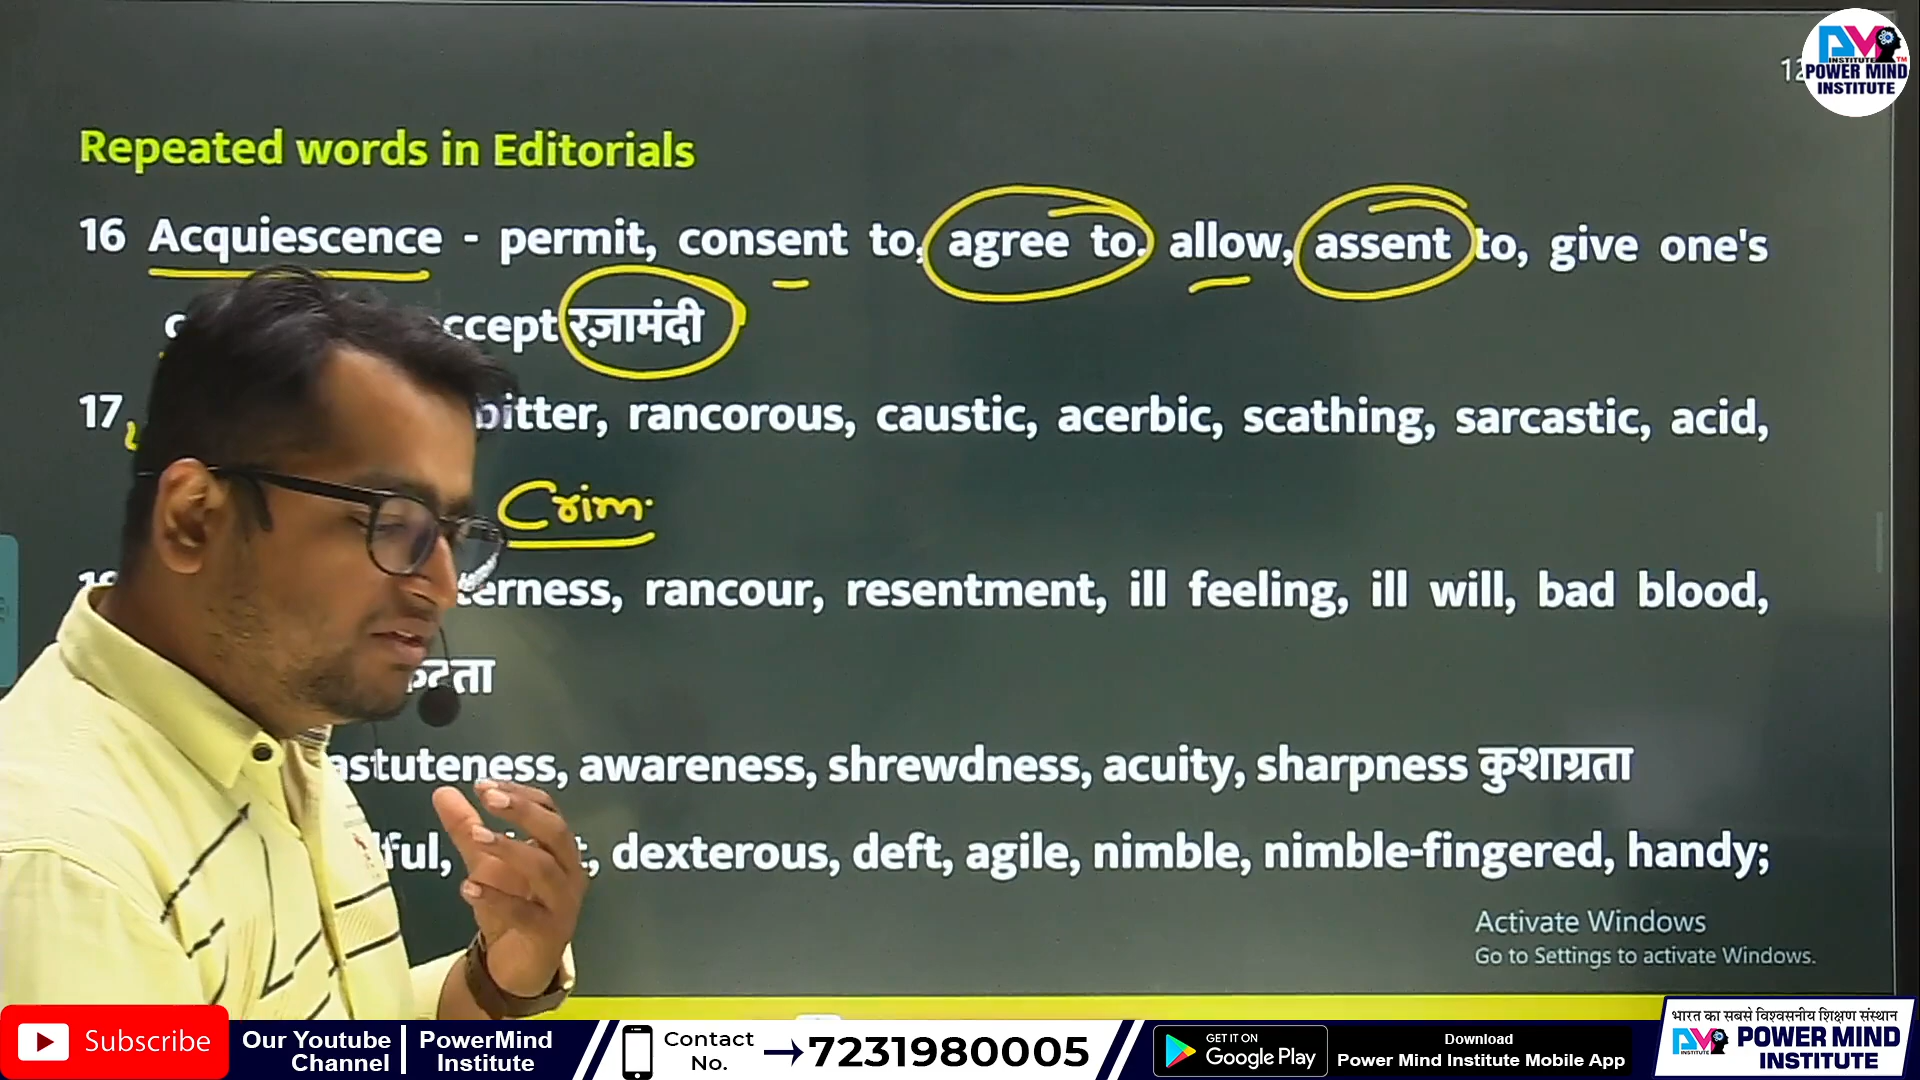 12
POWER MIND
INSTITUTE
Repeated words in Editorials
16 Acquiescence - permit, consent to, agree to. allow, assent to, give one's
रज़ामंदी
17 bitter, rancorous, caustic, acerbic, scathing, sarcastic, acid,
Crim.
rancour, resentment, ill feeling, ill will, bad blood,
astuteness, awareness, shrewdness, acuity, sharpness कुशाग्रता
dexterous, deft, agile, nimble, nimble-fingered, handy;
Activate Windows
Go to Settings to activate Windows.
Subscribe
Our Youtube Channel
PowerMind Institute
Contact No.
7231980005
GET IT ON
Google Play
Download
Power Mind Institute Mobile App
भारत का सबसे विश्वसनीय शिक्षण संस्थान
POWER MIND
INSTITUTE